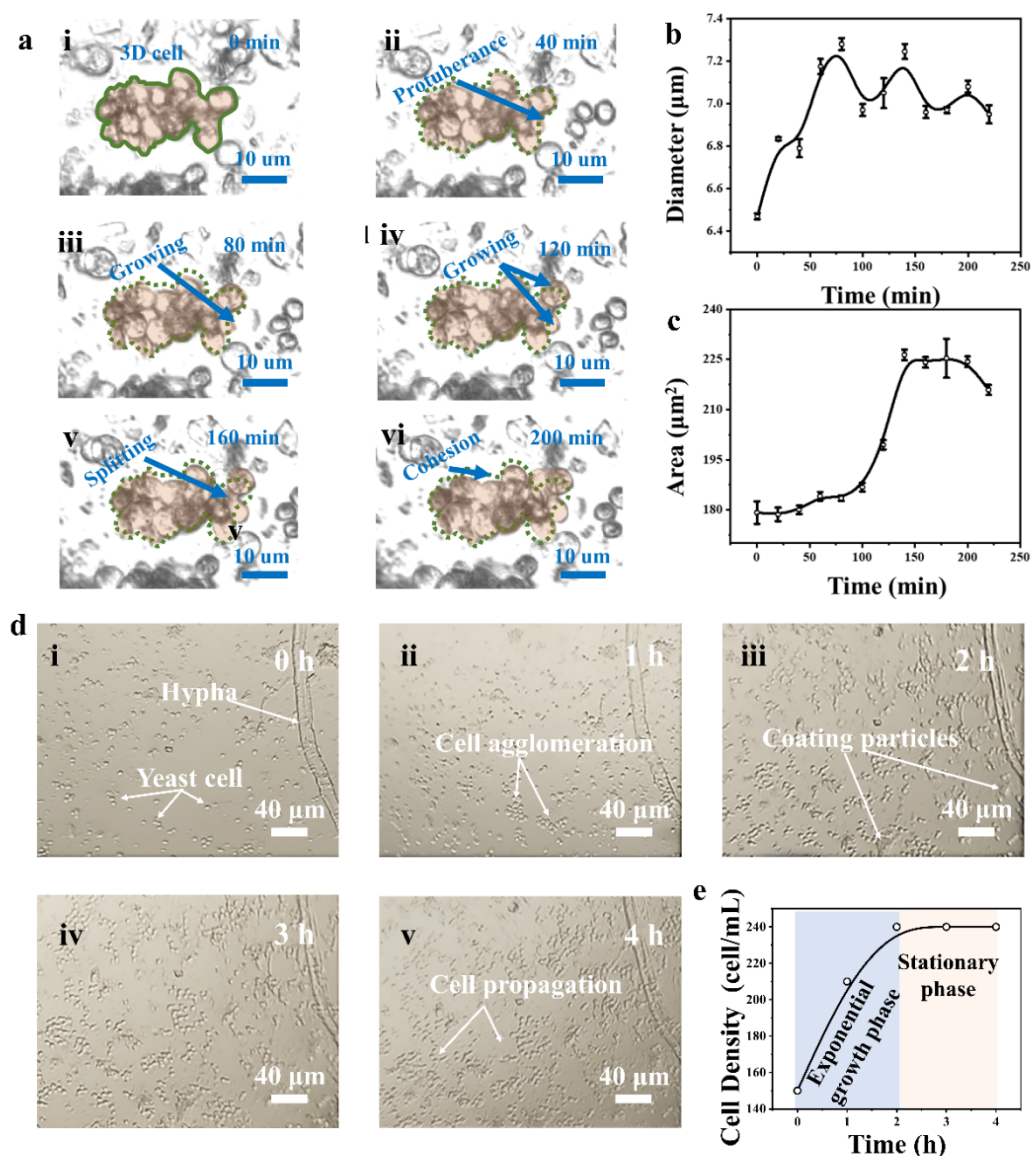 a
i
3D cell
0 min
10 um
ii
40 min
Protuberance
10 um
iii
80 min
Growing
10 um
iv
120 min
Growing
10 um
v
160 min
Splitting
v
10 um
vi
200 min
Cohesion
10 um
b
Diameter (μm)
7.4
7.2
7.0
6.8
6.6
6.4
0 50 100 150 200 250
Time (min)
c
Area (μm²)
225
210
195
180
0 50 100 150 200 250
Time (min)
d
i
0 h
Hypha
Yeast cell
40 μm
ii
1 h
Cell agglomeration
40 μm
iii
2 h
Coating particles
40 μm
iv
3 h
40 μm
v
4 h
Cell propagation
40 μm
e
Cell Density (cell/mL)
240
220
200
180
160
140
Exponential
growth phase
Stationary
phase
0 1 2 3 4
Time (h)